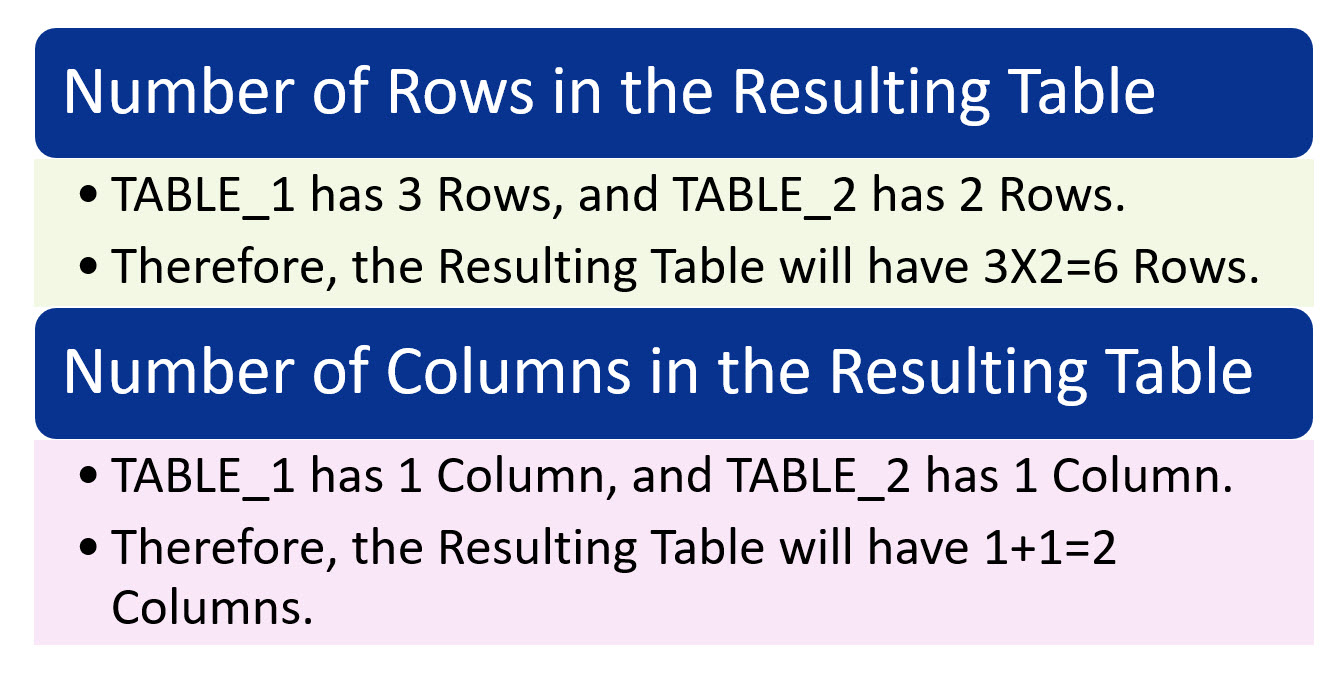 Number of Rows in the Resulting Table
• TABLE_1 has 3 Rows, and TABLE_2 has 2 Rows.
• Therefore, the Resulting Table will have 3X2=6 Rows.
Number of Columns in the Resulting Table
• TABLE_1 has 1 Column, and TABLE_2 has 1 Column.
• Therefore, the Resulting Table will have 1+1=2
Columns.